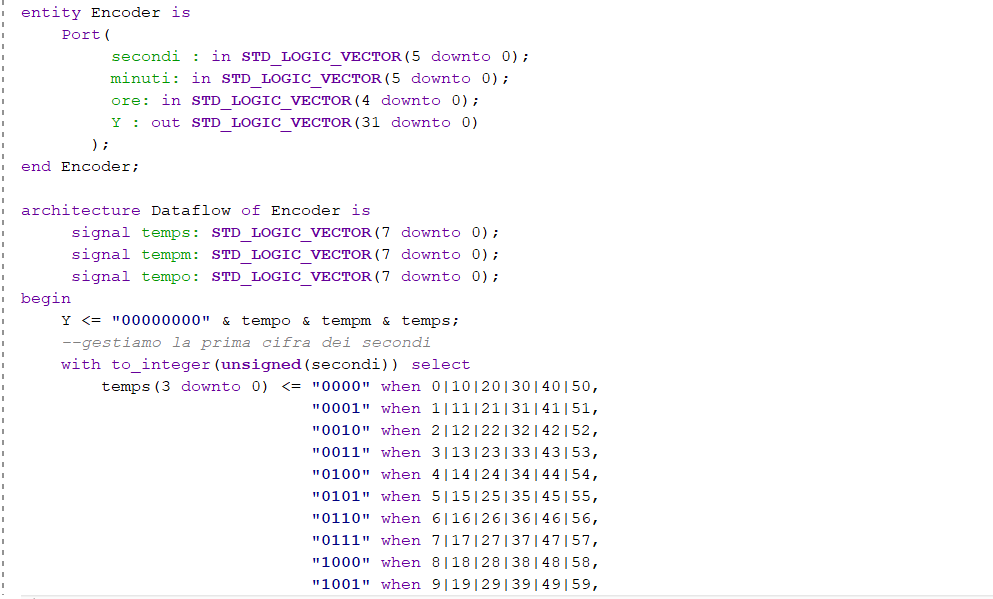 entity Encoder is
    Port(
         secondi : in STD_LOGIC_VECTOR(5 downto 0);
         minuti: in STD_LOGIC_VECTOR(5 downto 0);
         ore: in STD_LOGIC_VECTOR(4 downto 0);
         Y : out STD_LOGIC_VECTOR(31 downto 0)
       );
end Encoder;

architecture Dataflow of Encoder is
     signal temps: STD_LOGIC_VECTOR(7 downto 0);
     signal tempm: STD_LOGIC_VECTOR(7 downto 0);
     signal tempo: STD_LOGIC_VECTOR(7 downto 0);
begin
    Y <= "00000000" & tempo & tempm & temps;
    --gestiamo la prima cifra dei secondi
    with to_integer(unsigned(secondi)) select
        temps(3 downto 0) <= "0000" when 0|10|20|30|40|50,
                             "0001" when 1|11|21|31|41|51,
                             "0010" when 2|12|22|32|42|52,
                             "0011" when 3|13|23|33|43|53,
                             "0100" when 4|14|24|34|44|54,
                             "0101" when 5|15|25|35|45|55,
                             "0110" when 6|16|26|36|46|56,
                             "0111" when 7|17|27|37|47|57,
                             "1000" when 8|18|28|38|48|58,
                             "1001" when 9|19|29|39|49|59,